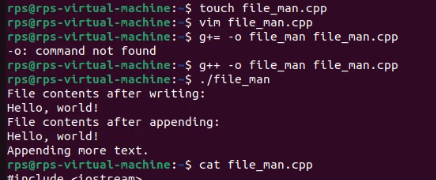 rps@rps-virtual-machine:~$ touch file_man.cpp
rps@rps-virtual-machine:~$ vim file_man.cpp
rps@rps-virtual-machine:~$ g+= -o file_man file_man.cpp
-o: command not found
rps@rps-virtual-machine:~$ g++ -o file_man file_man.cpp
rps@rps-virtual-machine:~$ ./file_man
File contents after writing:
Hello, world!
File contents after appending:
Hello, world!
Appending more text.
rps@rps-virtual-machine:~$ cat file_man.cpp
#include <iostream>